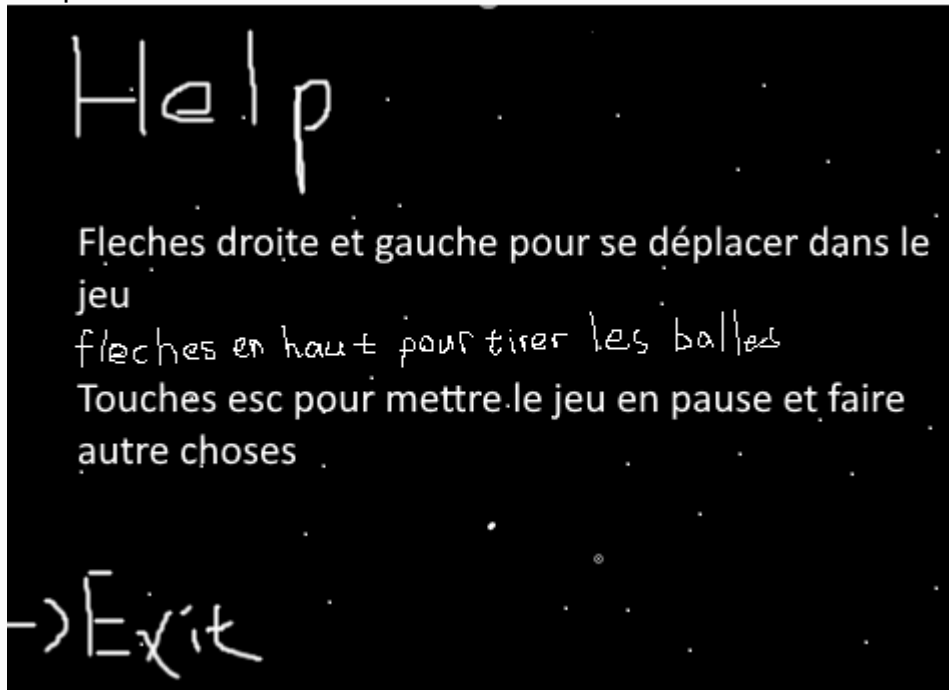 Help
Fleches droite et gauche pour se déplacer dans le
jeu
fleches en haut pour tirer les balles
Touches esc pour mettre le jeu en pause et faire
autre choses
->Exit